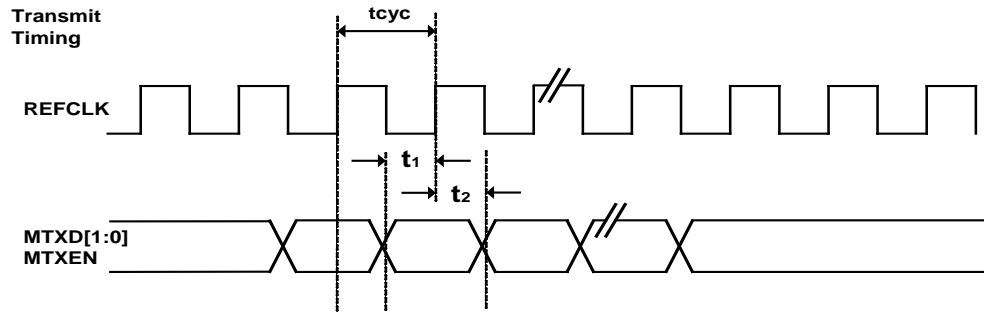 Transmit
Timing
tcyc
REFCLK
t1
t2
MTXD[1:0]
MTXEN